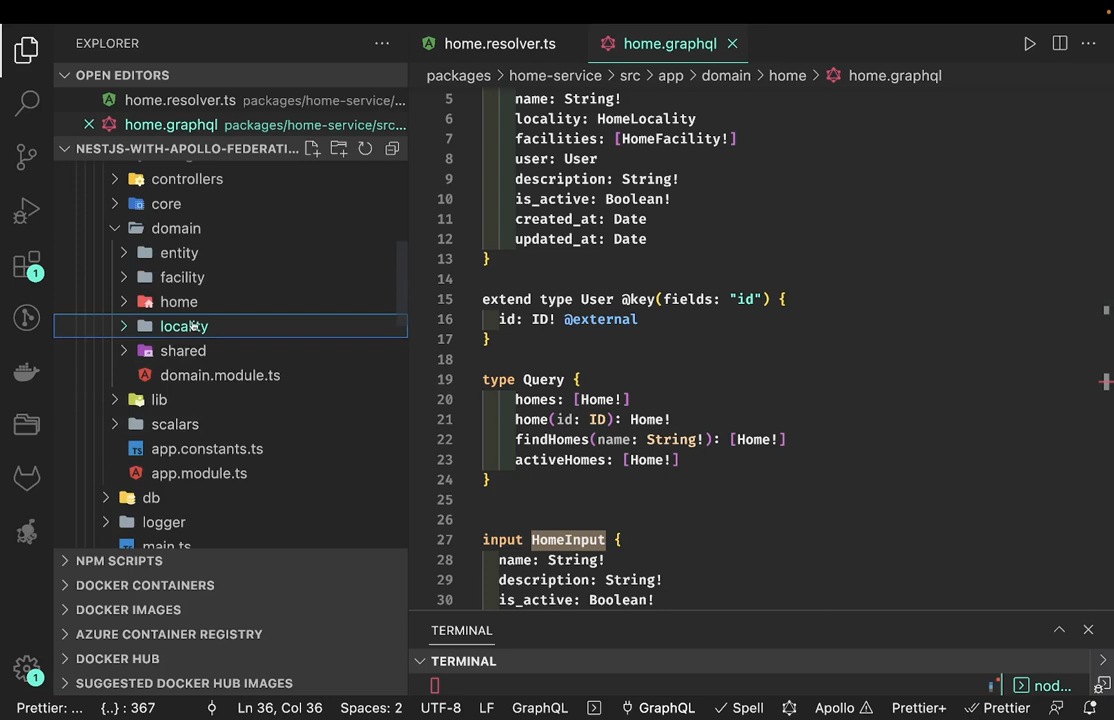 EXPLORER
OPEN EDITORS
home.resolver.ts packages/home-service/...
home.graphql packages/home-service/src...
NESTJS-WITH-APOLLO-FEDERATI...
controllers
core
domain
entity
facility
home
locality
shared
domain.module.ts
lib
scalars
app.constants.ts
app.module.ts
db
logger
main.ts
NPM SCRIPTS
DOCKER CONTAINERS
DOCKER IMAGES
AZURE CONTAINER REGISTRY
DOCKER HUB
SUGGESTED DOCKER HUB IMAGES
1
1
home.resolver.ts
home.graphql
packages > home-service > src > app > domain > home > home.graphql
5 name: String!
6 locality: HomeLocality
7 facilities: [HomeFacility!]
8 user: User
9 description: String!
10 is_active: Boolean!
11 created_at: Date
12 updated_at: Date
13 }
14
15 extend type User @key(fields: "id") {
16 id: ID! @external
17 }
18
19 type Query {
20 homes: [Home!]
21 home(id: ID): Home!
22 findHomes(name: String!): [Home!]
23 activeHomes: [Home!]
24 }
25
26
27 input HomeInput {
28 name: String!
29 description: String!
30 is_active: Boolean!
TERMINAL
TERMINAL
nod...
Prettier: ... {..} : 367 Ln 36, Col 36 Spaces: 2 UTF-8 LF GraphQL GraphQL Spell Apollo Prettier+ Prettier